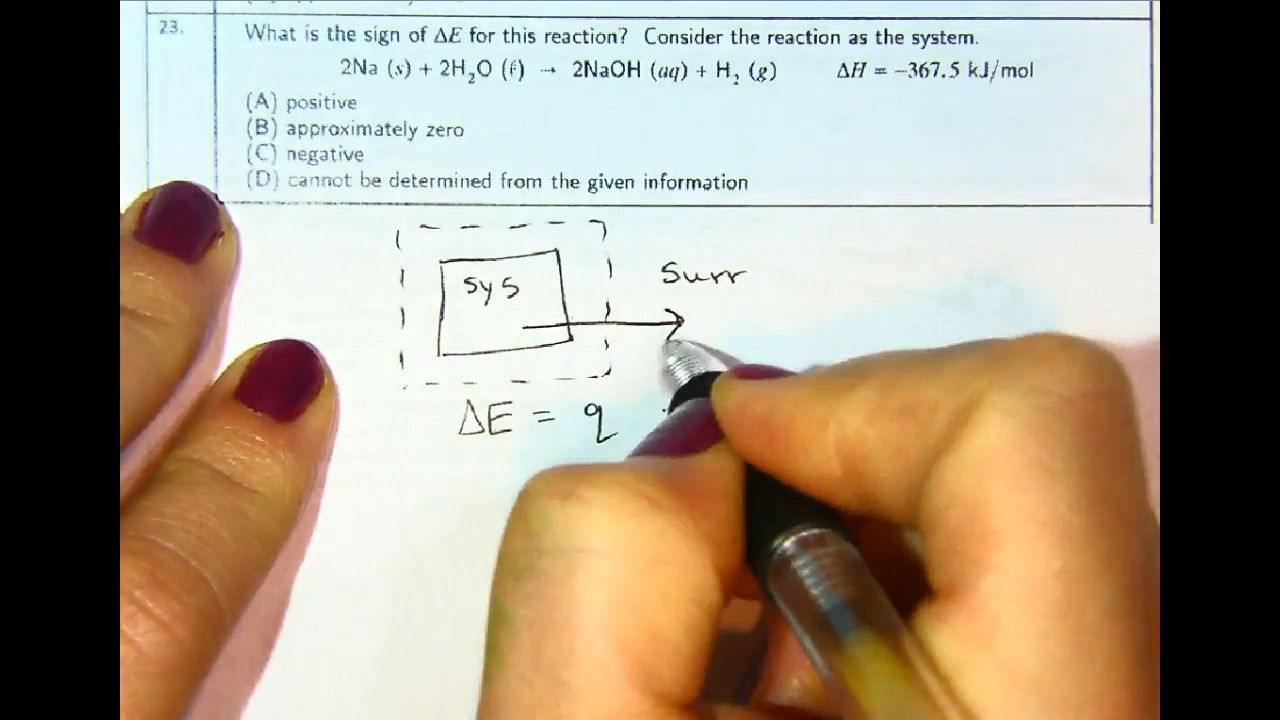 23.
What is the sign of ΔE for this reaction? Consider the reaction as the system.
2Na (s) + 2H₂O (ℓ) → 2NaOH (aq) + H₂ (g) ΔH = −367.5 kJ/mol
(A) positive
(B) approximately zero
(C) negative
(D) cannot be determined from the given information
Sys
Surr
ΔE = q